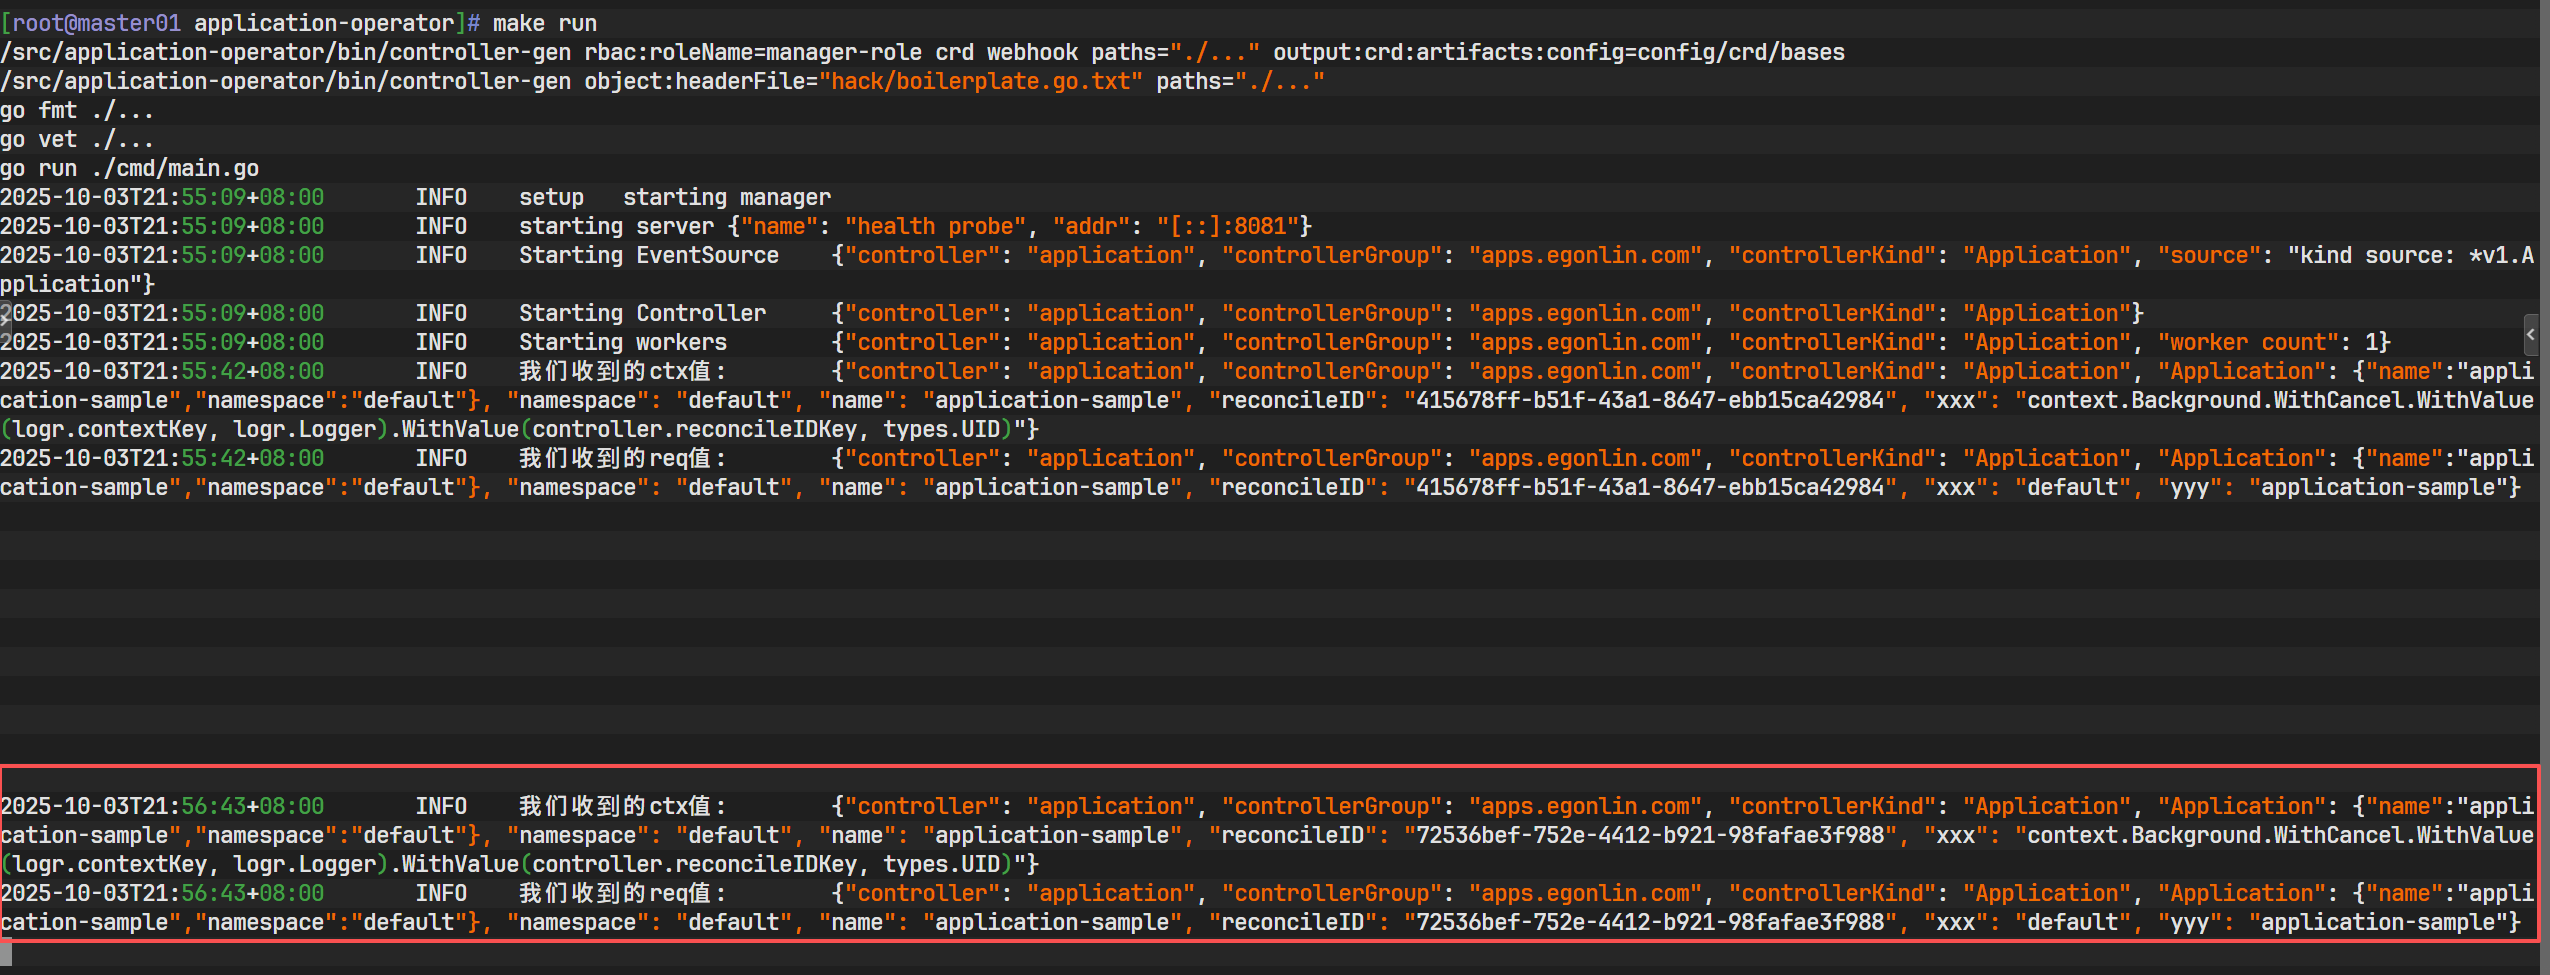 [root@master01 application-operator]# make run
/src/application-operator/bin/controller-gen rbac:roleName=manager-role crd webhook paths="./..." output:crd:artifacts:config=config/crd/bases
/src/application-operator/bin/controller-gen object:headerFile="hack/boilerplate.go.txt" paths="./..."
go fmt ./...
go vet ./...
go run ./cmd/main.go
2025-10-03T21:55:09+08:00	INFO	setup	starting manager
2025-10-03T21:55:09+08:00	INFO	starting server	{"name": "health probe", "addr": "[::]:8081"}
2025-10-03T21:55:09+08:00	INFO	Starting EventSource	{"controller": "application", "controllerGroup": "apps.egonlin.com", "controllerKind": "Application", "source": "kind source: *v1.A
pplication"}
2025-10-03T21:55:09+08:00	INFO	Starting Controller	{"controller": "application", "controllerGroup": "apps.egonlin.com", "controllerKind": "Application"}
2025-10-03T21:55:09+08:00	INFO	Starting workers	{"controller": "application", "controllerGroup": "apps.egonlin.com", "controllerKind": "Application", "worker count": 1}
2025-10-03T21:55:42+08:00	INFO	我们收到的ctx值:	{"controller": "application", "controllerGroup": "apps.egonlin.com", "controllerKind": "Application", "Application": {"name":"appli
cation-sample","namespace":"default"}, "namespace": "default", "name": "application-sample", "reconcileID": "415678ff-b51f-43a1-8647-ebb15ca42984", "xxx": "context.Background.WithCancel.WithValue
(logr.contextKey, logr.Logger).WithValue(controller.reconcileIDKey, types.UID)"}
2025-10-03T21:55:42+08:00	INFO	我们收到的req值:	{"controller": "application", "controllerGroup": "apps.egonlin.com", "controllerKind": "Application", "Application": {"name":"appli
cation-sample","namespace":"default"}, "namespace": "default", "name": "application-sample", "reconcileID": "415678ff-b51f-43a1-8647-ebb15ca42984", "xxx": "default", "yyy": "application-sample"}
2025-10-03T21:56:43+08:00	INFO	我们收到的ctx值:	{"controller": "application", "controllerGroup": "apps.egonlin.com", "controllerKind": "Application", "Application": {"name":"appli
cation-sample","namespace":"default"}, "namespace": "default", "name": "application-sample", "reconcileID": "72536bef-752e-4412-b921-98fafae3f988", "xxx": "context.Background.WithCancel.WithValue
(logr.contextKey, logr.Logger).WithValue(controller.reconcileIDKey, types.UID)"}
2025-10-03T21:56:43+08:00	INFO	我们收到的req值:	{"controller": "application", "controllerGroup": "apps.egonlin.com", "controllerKind": "Application", "Application": {"name":"appli
cation-sample","namespace":"default"}, "namespace": "default", "name": "application-sample", "reconcileID": "72536bef-752e-4412-b921-98fafae3f988", "xxx": "default", "yyy": "application-sample"}